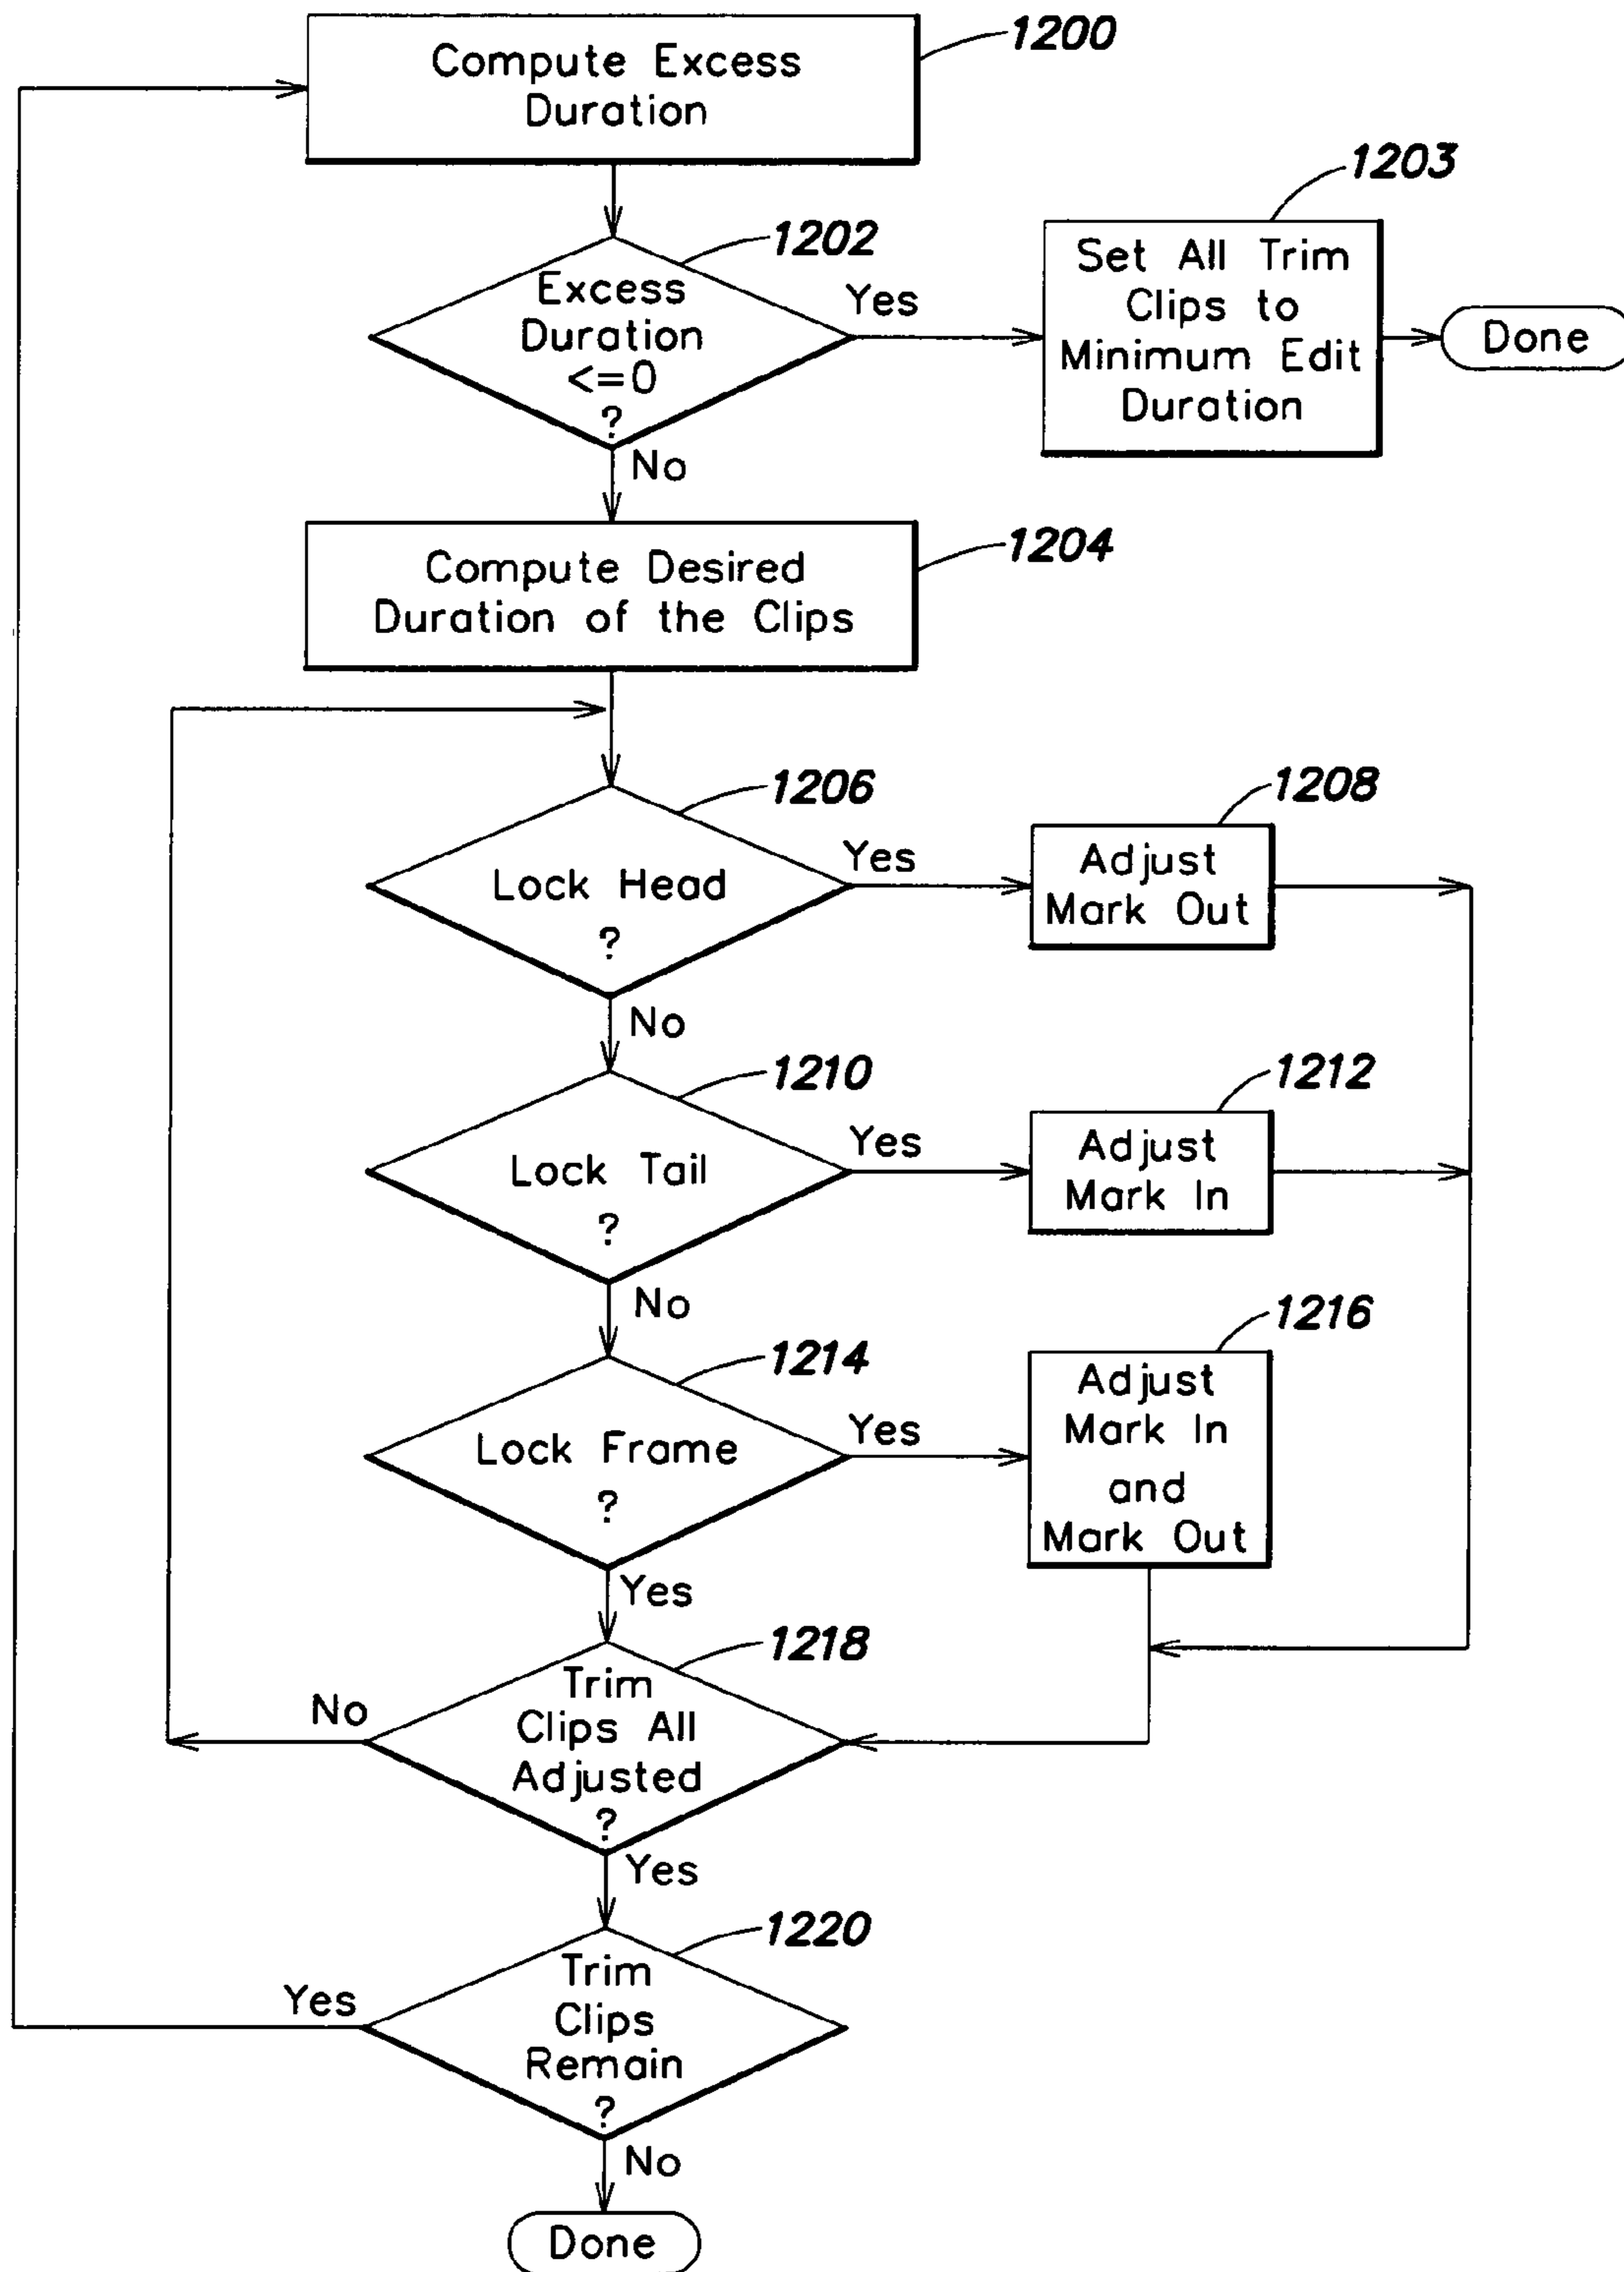 Compute Excess
Duration
1200
Excess
Duration
<=0
?
1202
Yes
No
Set All Trim
Clips to
Minimum Edit
Duration
1203
Done
Compute Desired
Duration of the Clips
1204
Lock Head
?
1206
Yes
No
Adjust
Mark Out
1208
Lock Tail
?
1210
Yes
No
Adjust
Mark In
1212
Lock Frame
?
1214
Yes
Yes
Adjust
Mark In
and
Mark Out
1216
Trim
Clips All
Adjusted
?
1218
No
Yes
Trim
Clips
Remain
?
1220
Yes
No
Done